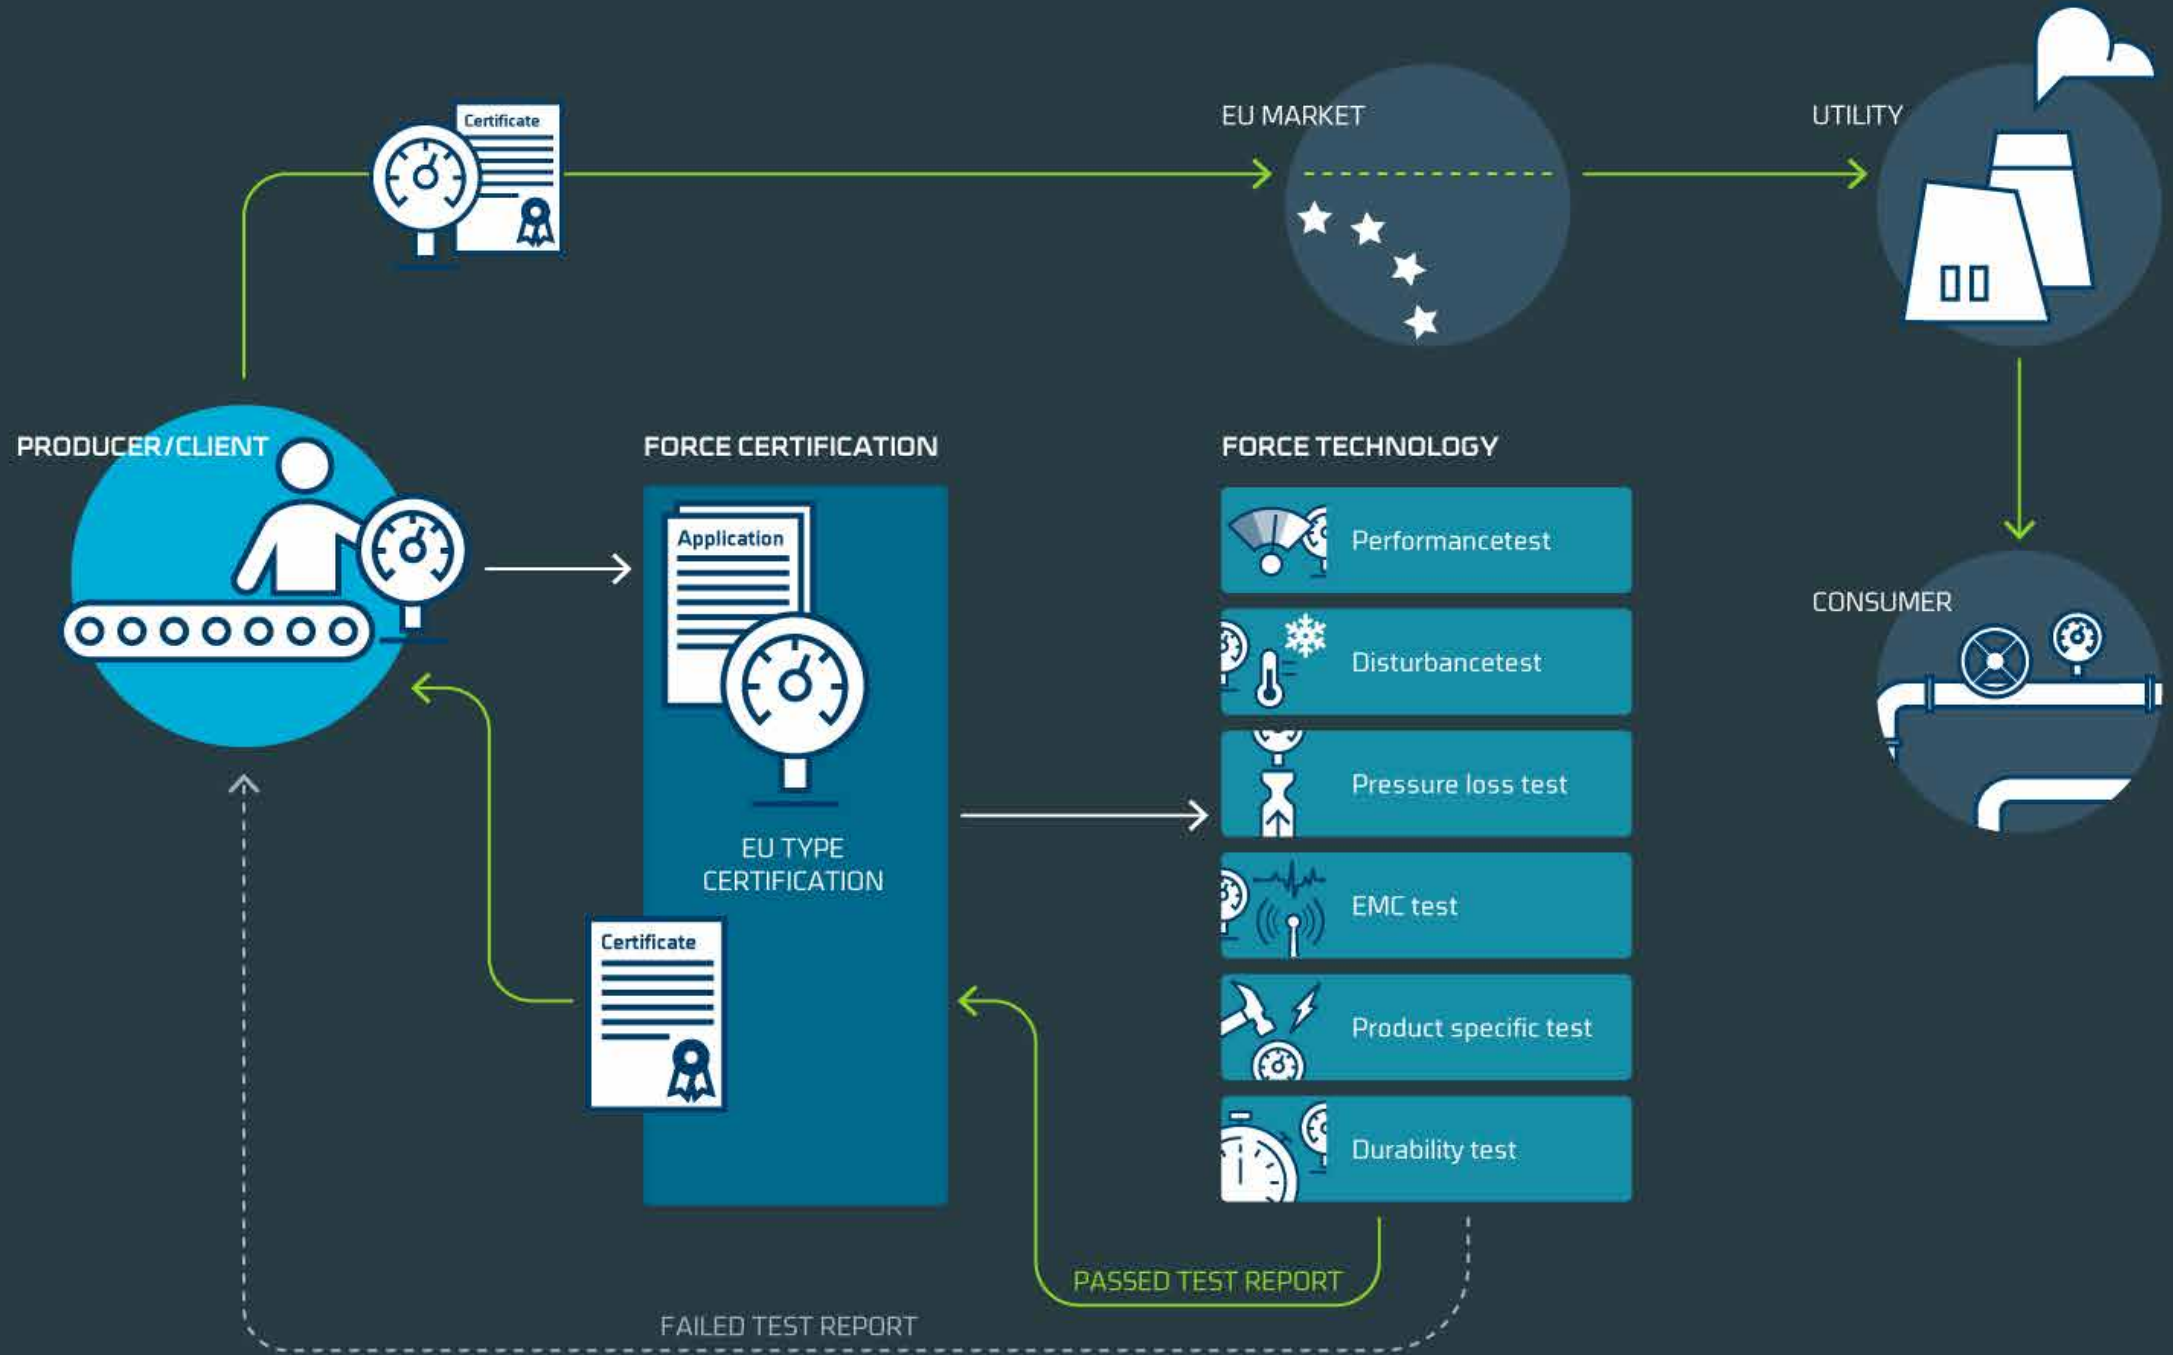 Certificate
EU MARKET
UTILITY
PRODUCER/CLIENT
FORCE CERTIFICATION
FORCE TECHNOLOGY
Application
Performancetest
CONSUMER
Disturbancetest
Pressure loss test
EU TYPE
CERTIFICATION
EMC test
Certificate
Product specific test
Durability test
PASSED TEST REPORT
FAILED TEST REPORT